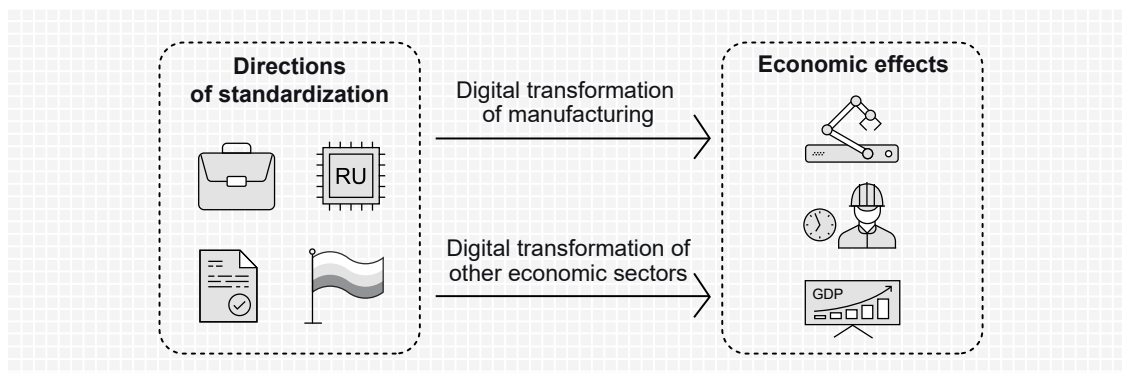 Directions
of standardization
RU
Digital transformation
of manufacturing
Digital transformation of
other economic sectors
Economic effects
GDP